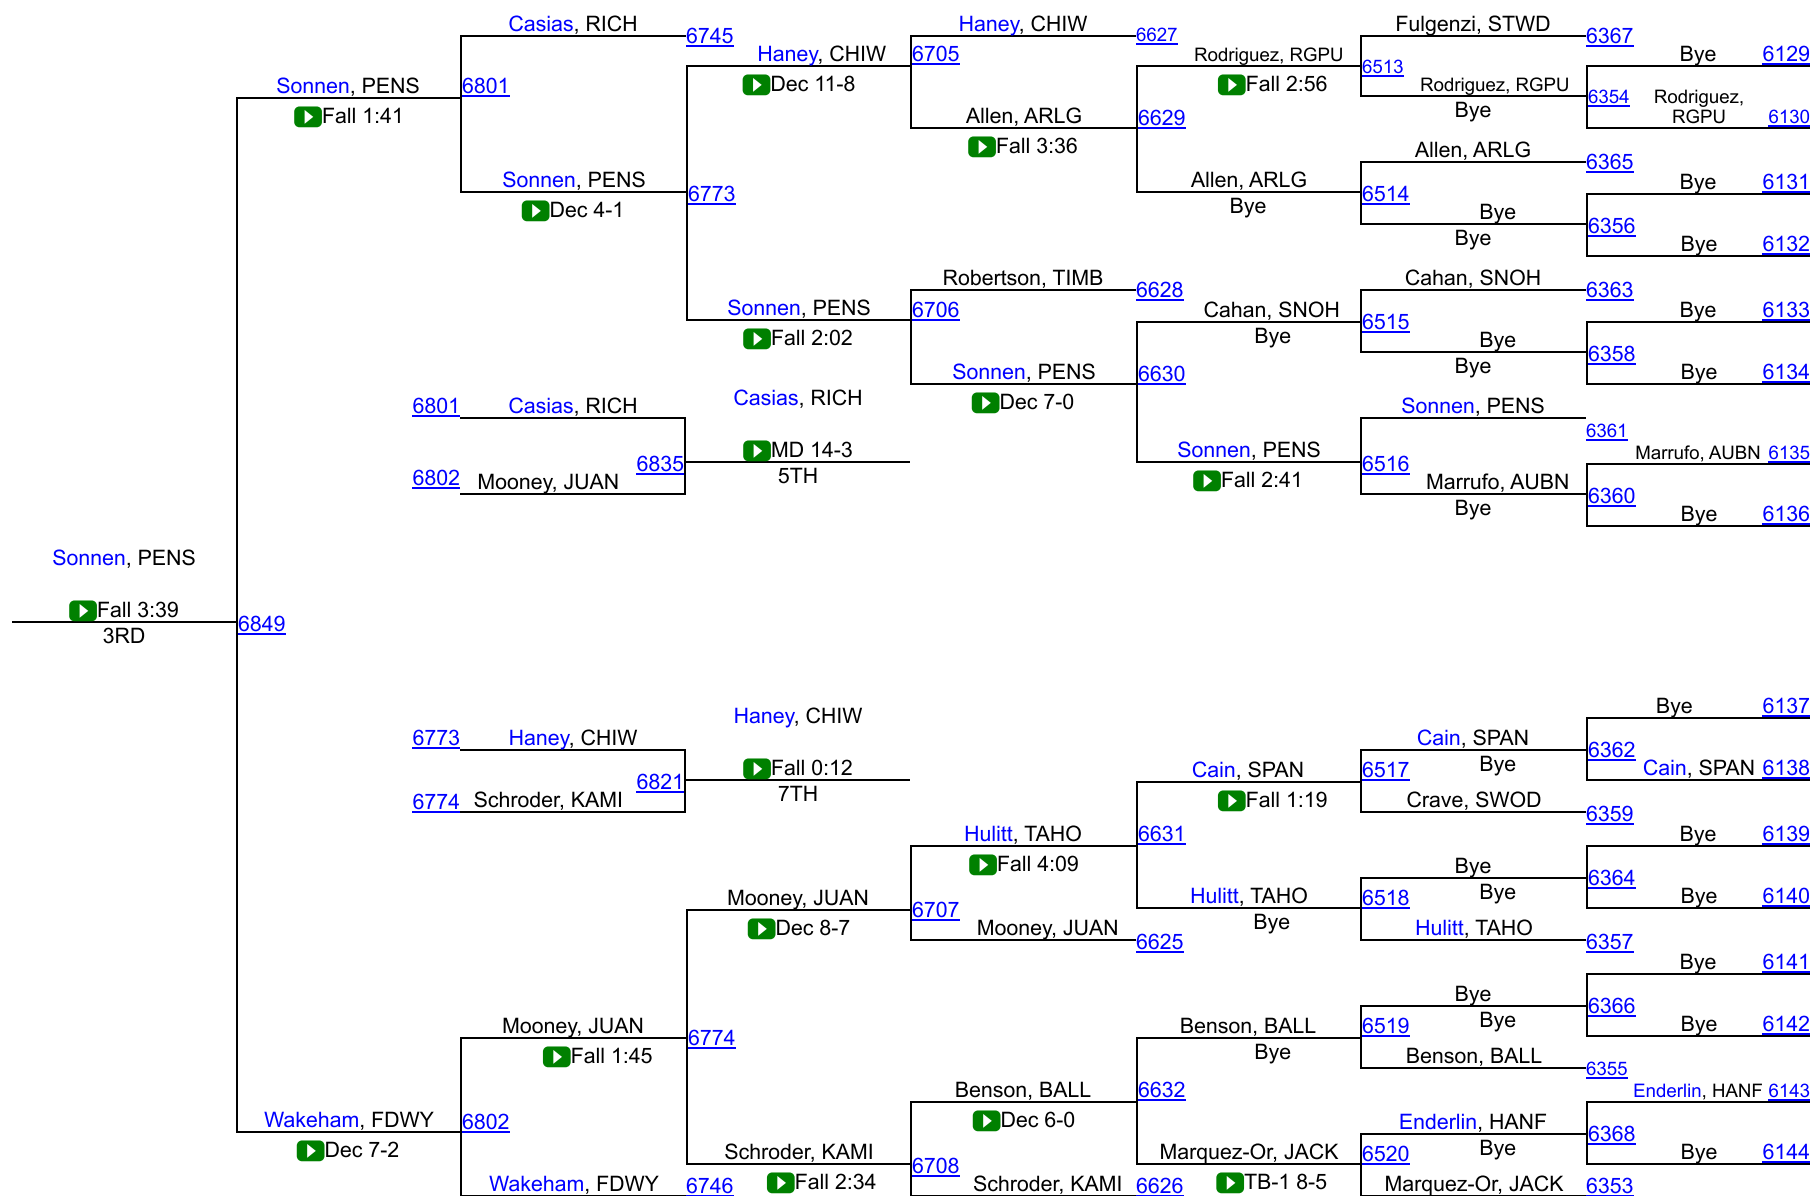 Casias, RICH
6745
Haney, CHIW
6627
Fulgenzi, STWD
6367
Haney, CHIW
6705
Rodriguez, RGPU
6513
Bye
6129
Sonnen, PENS
6801
Dec 11-8
Fall 2:56
Rodriguez, RGPU
Bye
6354
Rodriguez,
RGPU
6130
Fall 1:41
Allen, ARLG
6629
Fall 3:36
Allen, ARLG
6365
Sonnen, PENS
6773
Allen, ARLG
Bye
6514
Bye
6131
Dec 4-1
Bye
Bye
6356
Bye
6132
Robertson, TIMB
6628
Cahan, SNOH
6363
Sonnen, PENS
6706
Cahan, SNOH
Bye
6515
Bye
6133
Fall 2:02
Bye
Bye
6358
Sonnen, PENS
6630
Bye
6134
Dec 7-0
6801
Casias, RICH
Casias, RICH
Sonnen, PENS
6361
6835
MD 14-3
5TH
Sonnen, PENS
6516
Marrufo, AUBN
6135
Fall 2:41
6802
Mooney, JUAN
Marrufo, AUBN
Bye
6360
Bye
6136
Sonnen, PENS
Fall 3:39
3RD
6849
Haney, CHIW
Bye
6137
6773
Haney, CHIW
Cain, SPAN
Bye
6362
6821
Fall 0:12
7TH
Cain, SPAN
6517
Cain, SPAN
6138
6774
Schroder, KAMI
Fall 1:19
Crave, SWOD
6359
Hulitt, TAHO
6631
Bye
6139
Fall 4:09
Bye
Bye
6364
Mooney, JUAN
6707
Hulitt, TAHO
Bye
6518
Bye
6140
Dec 8-7
Mooney, JUAN
6625
Hulitt, TAHO
6357
Bye
6141
Bye
Bye
6366
Mooney, JUAN
6774
Benson, BALL
Bye
6519
Bye
6142
Fall 1:45
Benson, BALL
6355
Benson, BALL
6632
Enderlin, HANF
6143
Dec 6-0
Wakeham, FDWY
6802
Enderlin, HANF
Bye
6368
Dec 7-2
Schroder, KAMI
6708
Marquez-Or, JACK
6520
Bye
6144
Wakeham, FDWY
6746
Fall 2:34
Schroder, KAMI
6626
TB-1 8-5
Marquez-Or, JACK
6353